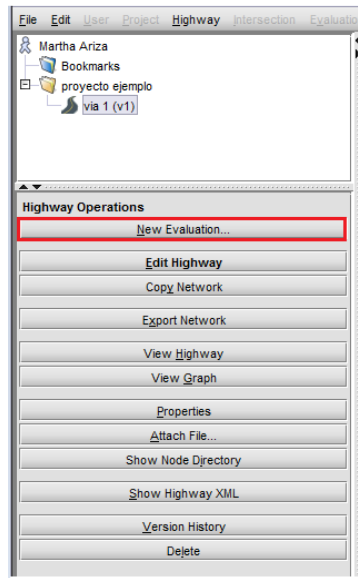 File Edit User Project Highway Intersection Evaluatio
Martha Ariza
Bookmarks
proyecto ejemplo
via 1 (v1)
Highway Operations
New Evaluation...
Edit Highway
Copy Network
Export Network
View Highway
View Graph
Properties
Attach File...
Show Node Directory
Show Highway XML
Version History
Delete